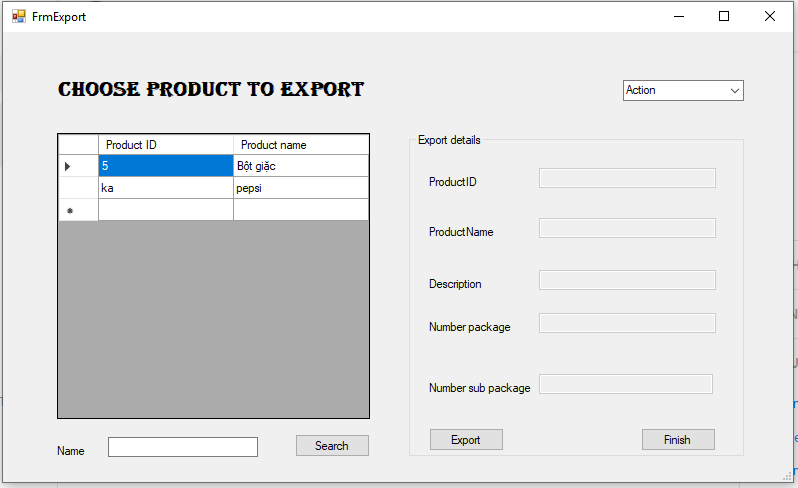 FrmExport
CHOOSE PRODUCT TO EXPORT
Action
Product ID Product name
5 Bột giặc
ka pepsi
Name
Search
Export details
ProductID
ProductName
Description
Number package
Number sub package
Export
Finish